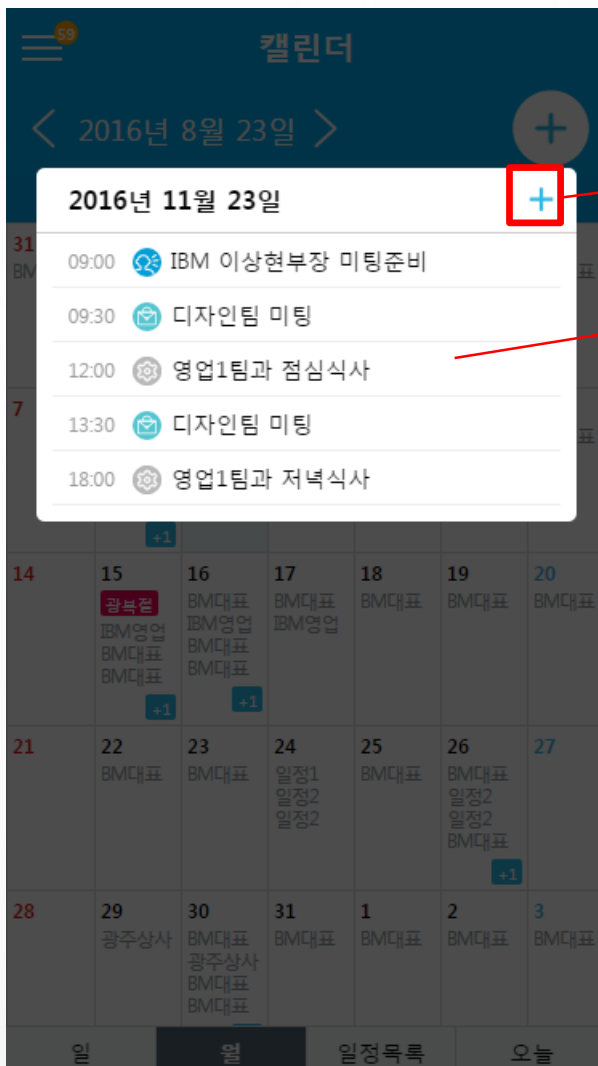 59
캘린더
2016년 8월 23일
2016년 11월 23일
09:00 IBM 이상현부장 미팅준비
09:30 디자인팀 미팅
12:00 영업1팀과 점심식사
13:30 디자인팀 미팅
18:00 영업1팀과 저녁식사
31
7
+1
14 15 16 17 18 19 20
광복절 BM대표 BM대표 BM대표 BM대표 BM대표
IBM영업 IBM영업 IBM영업
BM대표 BM대표
BM대표 BM대표
+1 +1
21 22 23 24 25 26 27
BM대표 BM대표 일정1 BM대표 BM대표
일정2 일정2
일정2 일정2
BM대표
+1
28 29 30 31 1 2 3
광주상사 BM대표 BM대표 BM대표 BM대표 BM대표
광주상사
BM대표
BM대표
일 월 일정목록 오늘